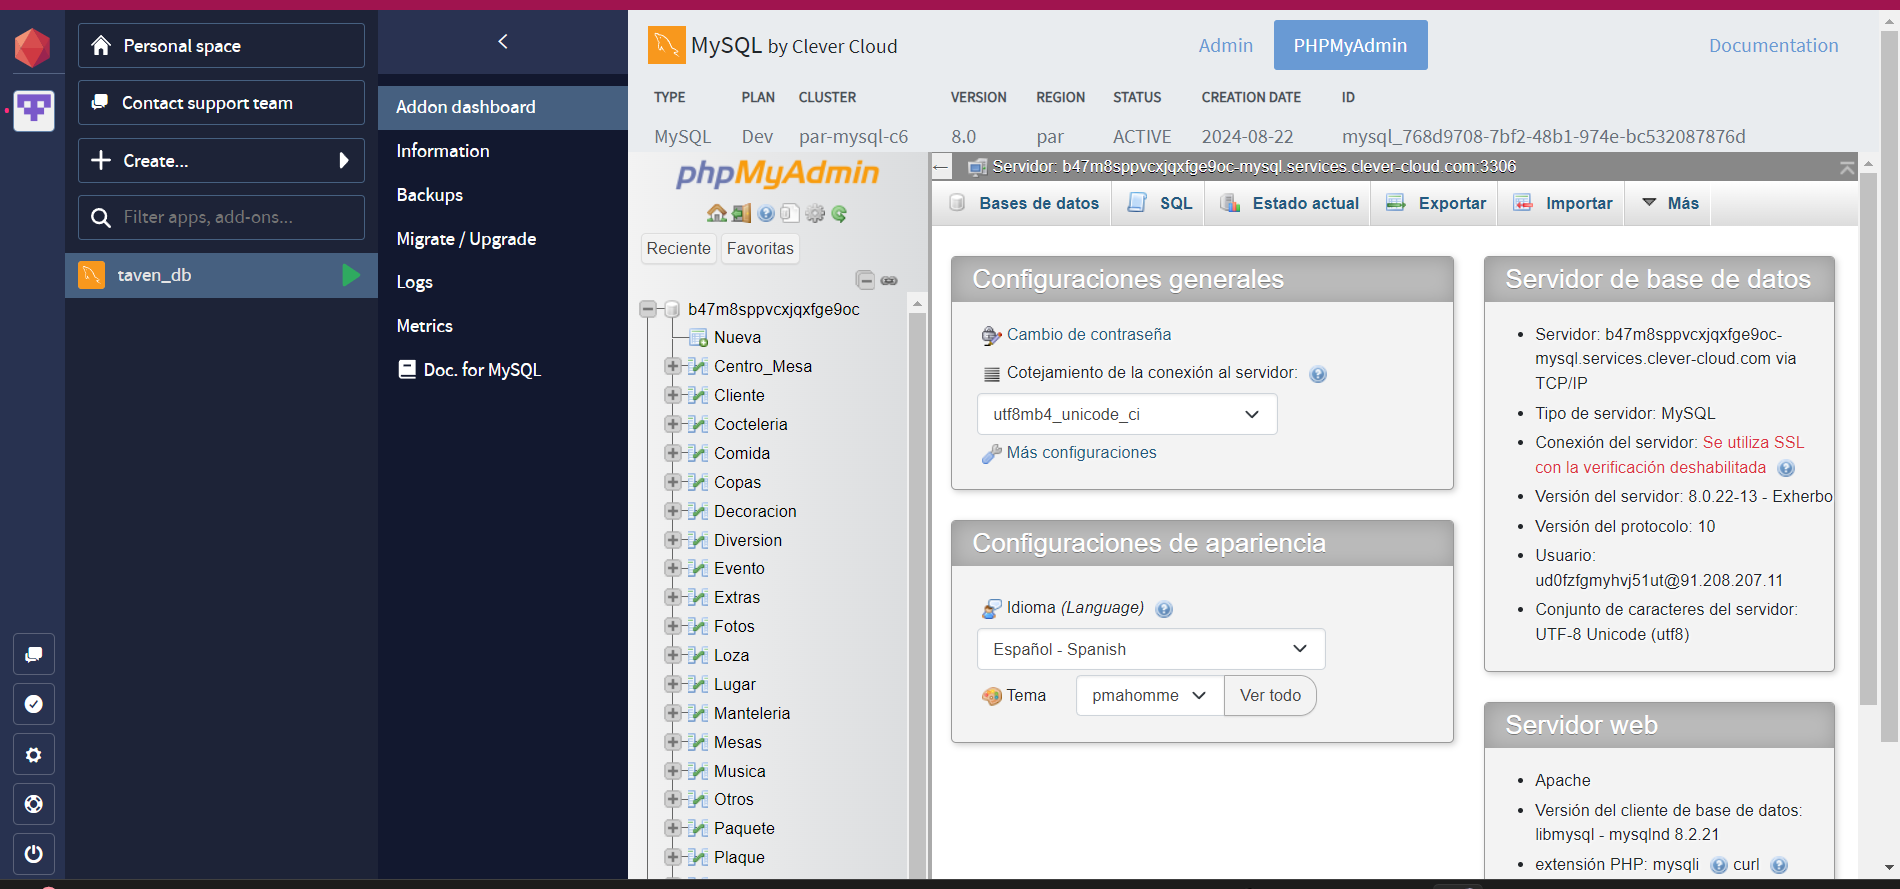 Personal space
Contact support team
Create...
Filter apps, add-ons...
taven_db
Addon dashboard
Information
Backups
Migrate / Upgrade
Logs
Metrics
Doc. for MySQL
MySQL by Clever Cloud
Admin
PHPMyAdmin
Documentation
TYPE PLAN CLUSTER VERSION REGION STATUS CREATION DATE ID
MySQL Dev par-mysql-c6 8.0 par ACTIVE 2024-08-22 mysql_768d9708-7bf2-48b1-974e-bc532087876d
phpMyAdmin
Reciente Favoritas
b47m8sppvcxjqxfge9oc
Nueva
Centro_Mesa
Cliente
Cocteleria
Comida
Copas
Decoracion
Diversion
Evento
Extras
Fotos
Loza
Lugar
Manteleria
Mesas
Musica
Otros
Paquete
Plaque
Servidor: b47m8sppvcxjqxfge9oc-mysql.services.clever-cloud.com:3306
Bases de datos SQL Estado actual Exportar Importar Más
Configuraciones generales
Cambio de contraseña
Cotejamiento de la conexión al servidor:
utf8mb4_unicode_ci
Más configuraciones
Configuraciones de apariencia
Idioma (Language)
Español - Spanish
Tema pmahomme Ver todo
Servidor de base de datos
• Servidor: b47m8sppvcxjqxfge9oc-
mysql.services.clever-cloud.com via
TCP/IP
• Tipo de servidor: MySQL
• Conexión del servidor: Se utiliza SSL
con la verificación deshabilitada
• Versión del servidor: 8.0.22-13 - Exherbo
• Versión del protocolo: 10
• Usuario:
ud0fzfgmyhvj51ut@91.208.207.11
• Conjunto de caracteres del servidor:
UTF-8 Unicode (utf8)
Servidor web
• Apache
• Versión del cliente de base de datos:
libmysql - mysqlnd 8.2.21
• extensión PHP: mysqli curl